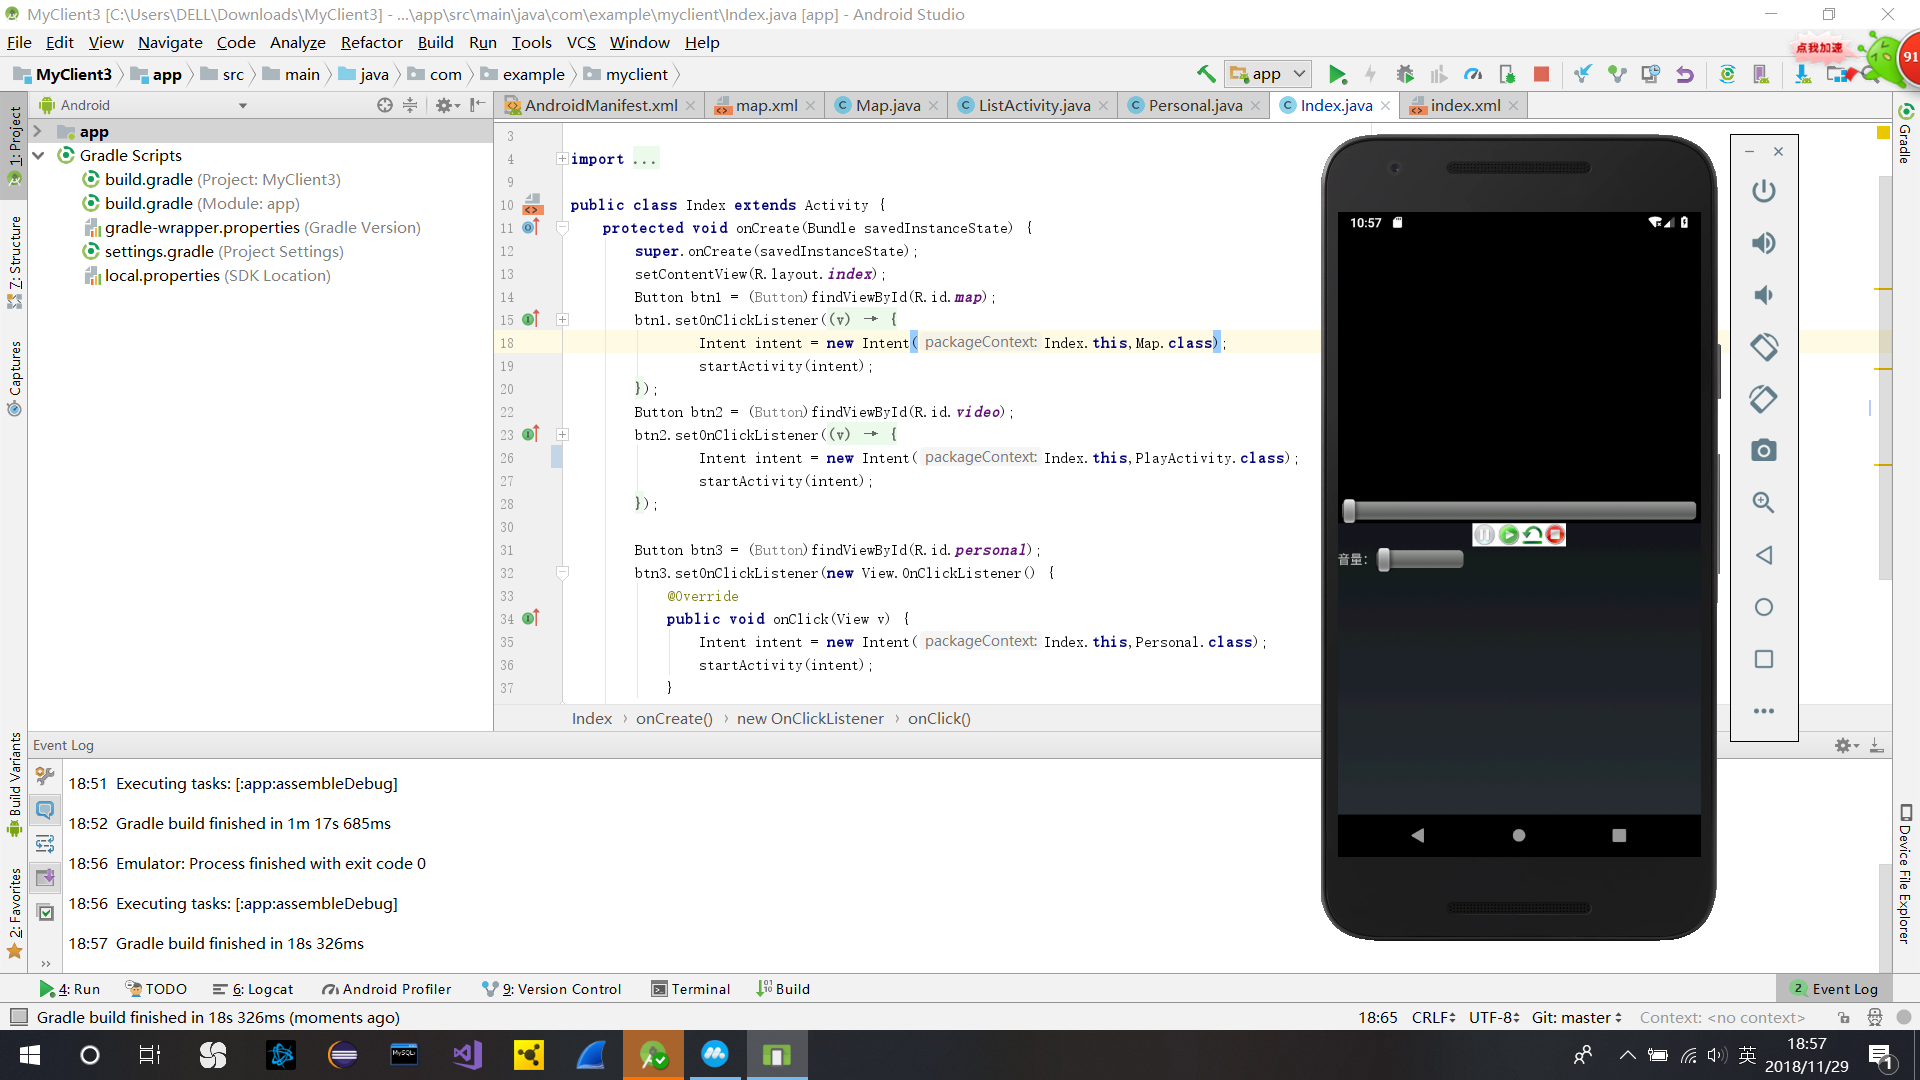 MyClient3 [C:\Users\DELL\Downloads\MyClient3] - ...\app\src\main\java\com\example\myclient\Index.java [app] - Android Studio
File Edit View Navigate Code Analyze Refactor Build Run Tools VCS Window Help
点我加速
91
MyClient3 app src main java com example myclient
app
Android
AndroidManifest.xml map.xml Map.java ListActivity.java Personal.java Index.java index.xml
1: Project
7: Structure
Captures
Build Variants
2: Favorites
Gradle
Device File Explorer
app
Gradle Scripts
build.gradle (Project: MyClient3)
build.gradle (Module: app)
gradle-wrapper.properties (Gradle Version)
settings.gradle (Project Settings)
local.properties (SDK Location)
3
4 import ...
9
10 public class Index extends Activity {
11 protected void onCreate(Bundle savedInstanceState) {
12 super.onCreate(savedInstanceState);
13 setContentView(R.layout.index);
14 Button btn1 = (Button)findViewById(R.id.map);
15 btn1.setOnClickListener((v) → {
18 Intent intent = new Intent( packageContext: Index.this,Map.class);
19 startActivity(intent);
20 });
22 Button btn2 = (Button)findViewById(R.id.video);
23 btn2.setOnClickListener((v) → {
26 Intent intent = new Intent( packageContext: Index.this,PlayActivity.class);
27 startActivity(intent);
28 });
30
31 Button btn3 = (Button)findViewById(R.id.personal);
32 btn3.setOnClickListener(new View.OnClickListener() {
33 @Override
34 public void onClick(View v) {
35 Intent intent = new Intent( packageContext: Index.this,Personal.class);
36 startActivity(intent);
37 }
Index › onCreate() › new OnClickListener › onClick()
10:57
音量:
Event Log
18:51 Executing tasks: [:app:assembleDebug]
18:52 Gradle build finished in 1m 17s 685ms
18:56 Emulator: Process finished with exit code 0
18:56 Executing tasks: [:app:assembleDebug]
18:57 Gradle build finished in 18s 326ms
4: Run TODO 6: Logcat Android Profiler 9: Version Control Terminal Build 2 Event Log
Gradle build finished in 18s 326ms (moments ago) 18:65 CRLF UTF-8 Git: master Context: <no context>
MySQL
英
18:57
2018/11/29
1